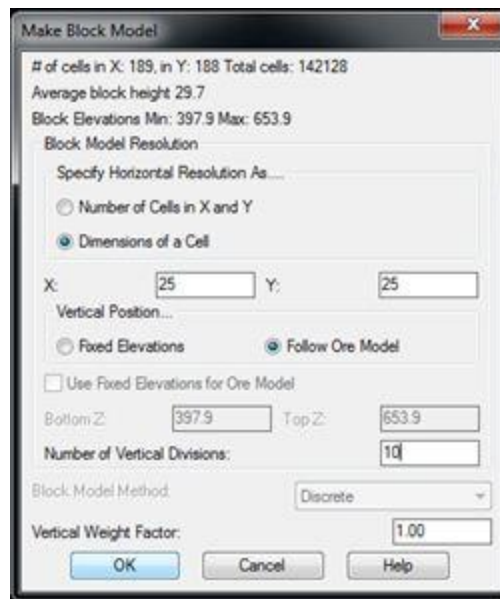 Make Block Model
# of cells in X: 189, in Y: 188 Total cells: 142128
Average block height 29.7
Block Elevations Min: 397.9 Max: 653.9
Block Model Resolution
Specify Horizontal Resolution As....
Number of Cells in X and Y
Dimensions of a Cell
X: 25 Y: 25
Vertical Position...
Fixed Elevations Follow Ore Model
Use Fixed Elevations for Ore Model
Bottom Z: 397.9 Top Z: 653.9
Number of Vertical Divisions: 10
Block Model Method: Discrete
Vertical Weight Factor: 1.00
OK Cancel Help